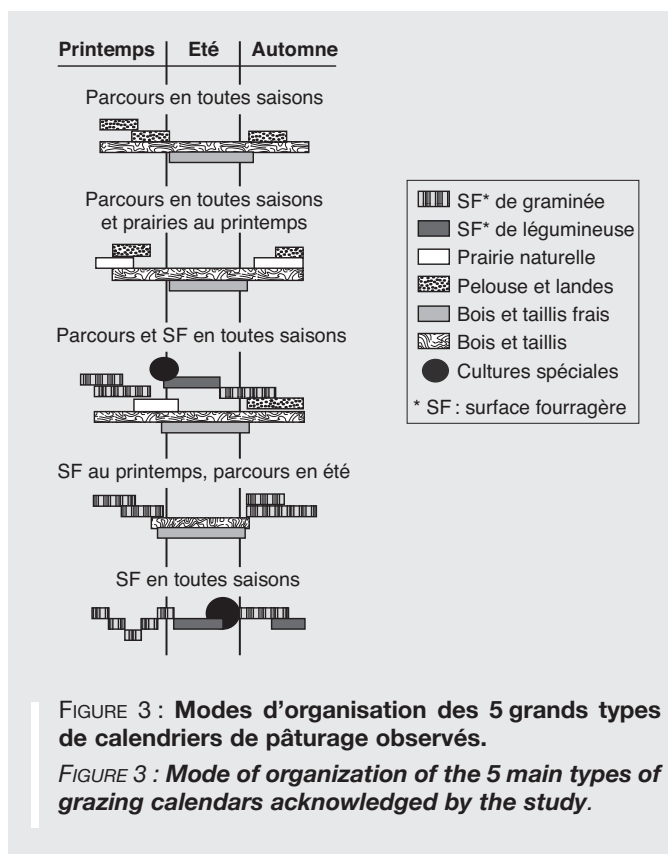 Printemps Eté Automne
Parcours en toutes saisons
Parcours en toutes saisons
et prairies au printemps
Parcours et SF en toutes saisons
SF au printemps, parcours en été
SF en toutes saisons
SF* de graminée
SF* de légumineuse
Prairie naturelle
Pelouse et landes
Bois et taillis frais
Bois et taillis
Cultures spéciales
* SF : surface fourragère
FIGURE 3 : Modes d'organisation des 5 grands types
de calendriers de pâturage observés.
FIGURE 3 : Mode of organization of the 5 main types of
grazing calendars acknowledged by the study.